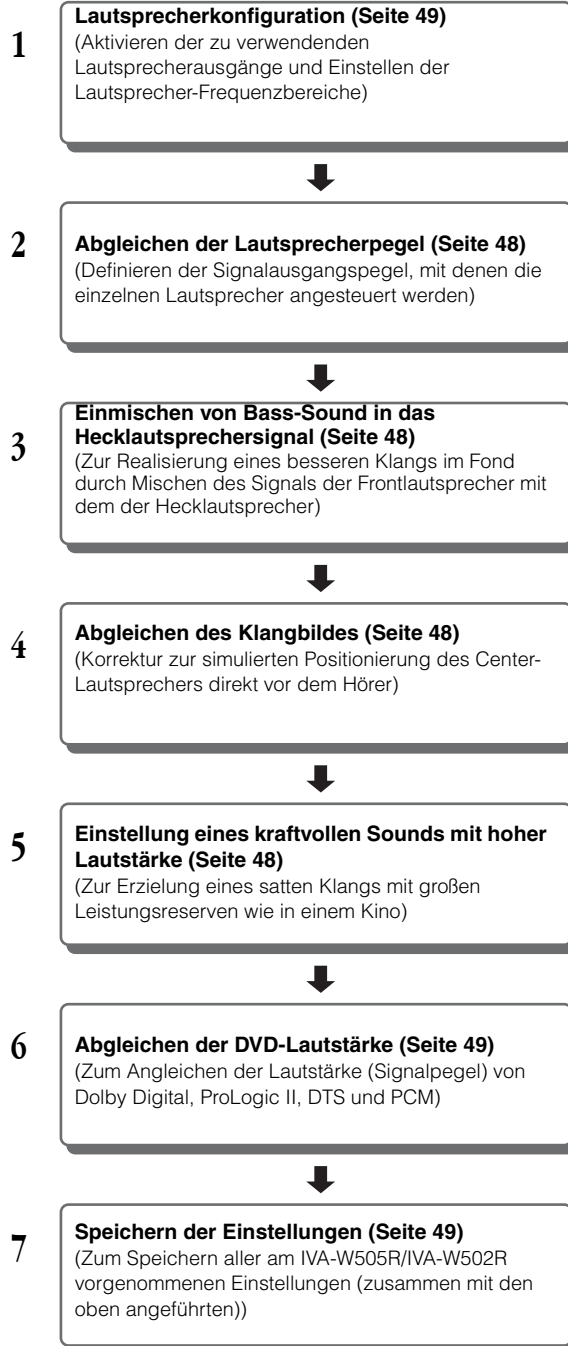 1
Lautsprecherkonfiguration (Seite 49)
(Aktivieren der zu verwendenden
Lautsprecherausgänge und Einstellen der
Lautsprecher-Frequenzbereiche)
2
Abgleichen der Lautsprecherpegel (Seite 48)
(Definieren der Signalausgangspegel, mit denen die
einzelnen Lautsprecher angesteuert werden)
3
Einmischen von Bass-Sound in das
Hecklautsprechersignal (Seite 48)
(Zur Realisierung eines besseren Klangs im Fond
durch Mischen des Signals der Frontlautsprecher mit
dem der Hecklautsprecher)
4
Abgleichen des Klangbildes (Seite 48)
(Korrektur zur simulierten Positionierung des Center-
Lautsprechers direkt vor dem Hörer)
5
Einstellung eines kraftvollen Sounds mit hoher
Lautstärke (Seite 48)
(Zur Erzielung eines satten Klangs mit großen
Leistungsreserven wie in einem Kino)
6
Abgleichen der DVD-Lautstärke (Seite 49)
(Zum Angleichen der Lautstärke (Signalpegel) von
Dolby Digital, ProLogic II, DTS und PCM)
7
Speichern der Einstellungen (Seite 49)
(Zum Speichern aller am IVA-W505R/IVA-W502R
vorgenommenen Einstellungen (zusammen mit den
oben angeführten))